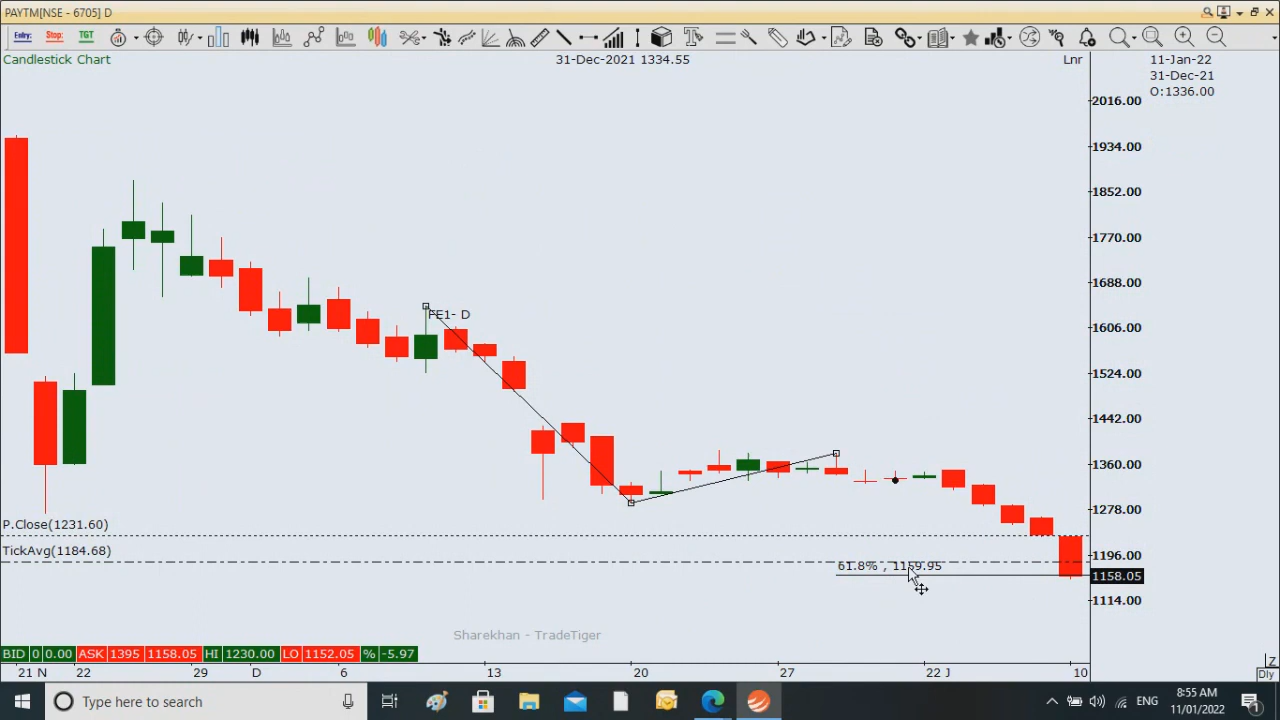 PAYTM[NSE - 6705] D
Entry: Stop: TGT
Candlestick Chart
31-Dec-2021 1334.55
Lnr
11-Jan-22
31-Dec-21
O:1336.00
2016.00
1934.00
1852.00
1770.00
1688.00
1606.00
1524.00
1442.00
1360.00
1278.00
1196.00
1158.05
1114.00
FE1- D
P.Close(1231.60)
TickAvg(1184.68)
61.8% , 1159.95
Sharekhan - TradeTiger
BID 0 0.00 ASK 1395 1158.05 HI 1230.00 LO 1152.05 % -5.97
Z
21 N 22 29 D 6 13 20 27 22 J 10
Dly
Type here to search
ENG
8:55 AM
11/01/2022
1